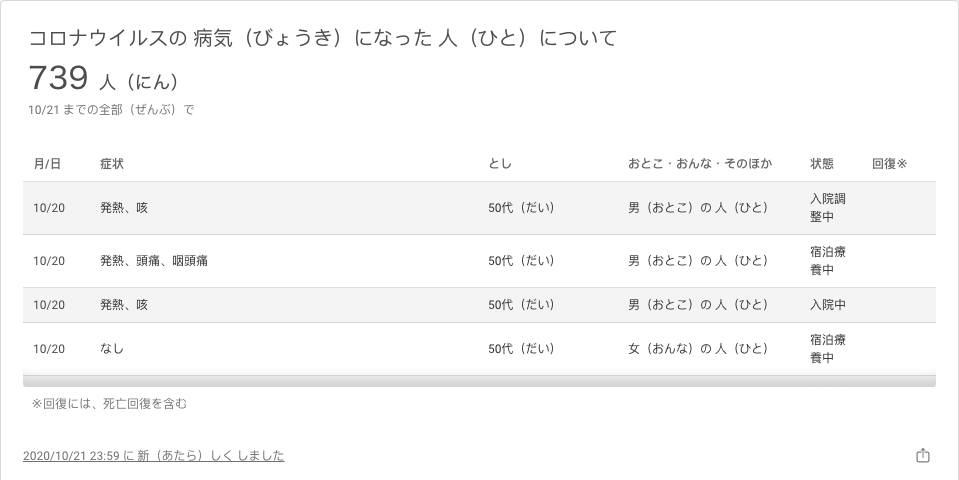 コロナウイルスの 病気（びょうき）になった 人（ひと）について
739 人（にん）
10/21 までの全部（ぜんぶ）で
月/日 症状 とし おとこ・おんな・そのほか 状態 回復※
10/20 発熱、咳 50代（だい） 男（おとこ）の 人（ひと） 入院調
整中
10/20 発熱、頭痛、咽頭痛 50代（だい） 男（おとこ）の 人（ひと） 宿泊療
養中
10/20 発熱、咳 50代（だい） 男（おとこ）の 人（ひと） 入院中
10/20 なし 50代（だい） 女（おんな）の 人（ひと） 宿泊療
養中
※回復には、死亡回復を含む
2020/10/21 23:59 に 新（あたら）しく しました